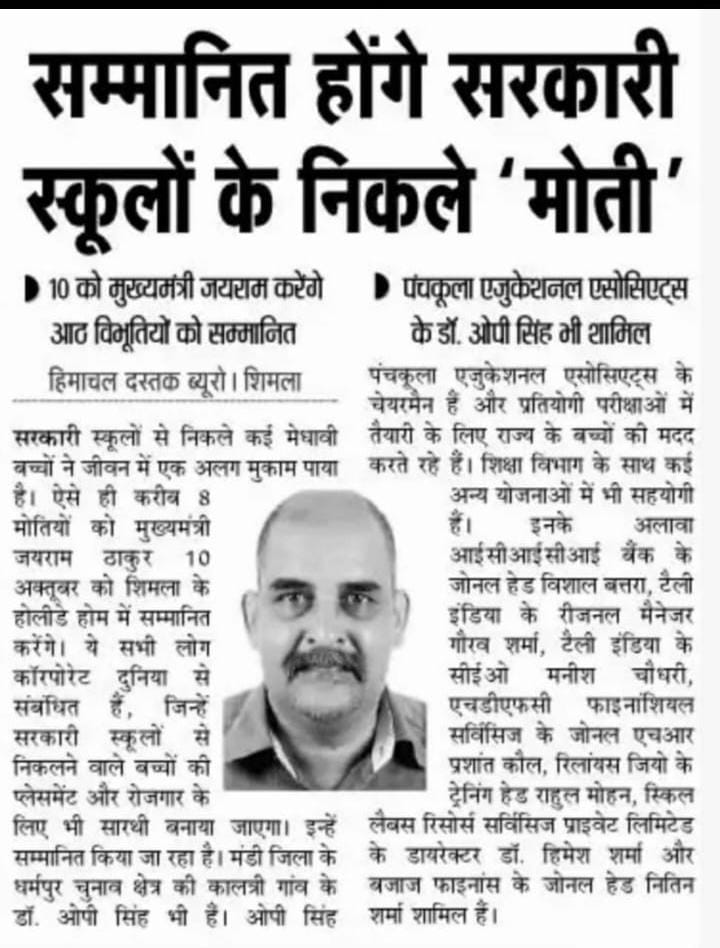 सम्मानित होंगे सरकारी
स्कूलों के निकले ‘मोती’
10 को मुख्यमंत्री जयराम करेंगे
आठ विभूतियों को सम्मानित
पंचकूला एजुकेशनल एसोसिएट्स
के डॉ. ओपी सिंह भी शामिल
हिमाचल दस्तक ब्यूरो। शिमला
सरकारी स्कूलों से निकले कई मेधावी
बच्चों ने जीवन में एक अलग मुकाम पाया
है। ऐसे ही करीब 8
मोतियों को मुख्यमंत्री
जयराम ठाकुर 10
अक्तूबर को शिमला के
होलीडे होम में सम्मानित
करेंगे। ये सभी लोग
कॉरपोरेट दुनिया से
संबंधित हैं, जिन्हें
सरकारी स्कूलों से
निकलने वाले बच्चों की
प्लेसमेंट और रोजगार के
लिए भी सारथी बनाया जाएगा। इन्हें
सम्मानित किया जा रहा है। मंडी जिला के
धर्मपुर चुनाव क्षेत्र की कालत्री गांव के
डॉ. ओपी सिंह भी हैं। ओपी सिंह
पंचकूला एजुकेशनल एसोसिएट्स के
चेयरमैन हैं और प्रतियोगी परीक्षाओं में
तैयारी के लिए राज्य के बच्चों की मदद
करते रहे हैं। शिक्षा विभाग के साथ कई
अन्य योजनाओं में भी सहयोगी
हैं। इनके अलावा
आईसीआईसीआई बैंक के
जोनल हेड विशाल बत्तरा, टैली
इंडिया के रीजनल मैनेजर
गौरव शर्मा, टैली इंडिया के
सीईओ मनीश चौधरी,
एचडीएफसी फाइनांशियल
सर्विसिज के जोनल एचआर
प्रशांत कौल, रिलांयस जियो के
ट्रेनिंग हेड राहुल मोहन, स्किल
लैबस रिसोर्स सर्विसिज प्राइवेट लिमिटेड
के डायरेक्टर डॉ. हिमेश शर्मा और
बजाज फाइनांस के जोनल हेड नितिन
शर्मा शामिल हैं।